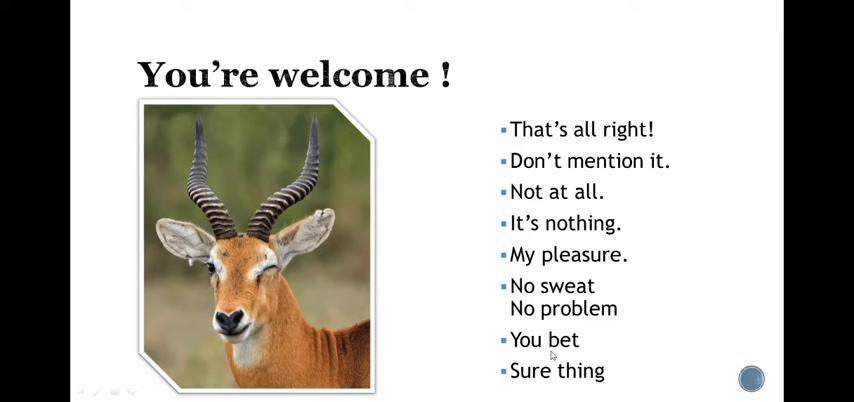 You're welcome !
That's all right!
Don't mention it.
Not at all.
It's nothing.
My pleasure.
No sweat
No problem
You bet
Sure thing